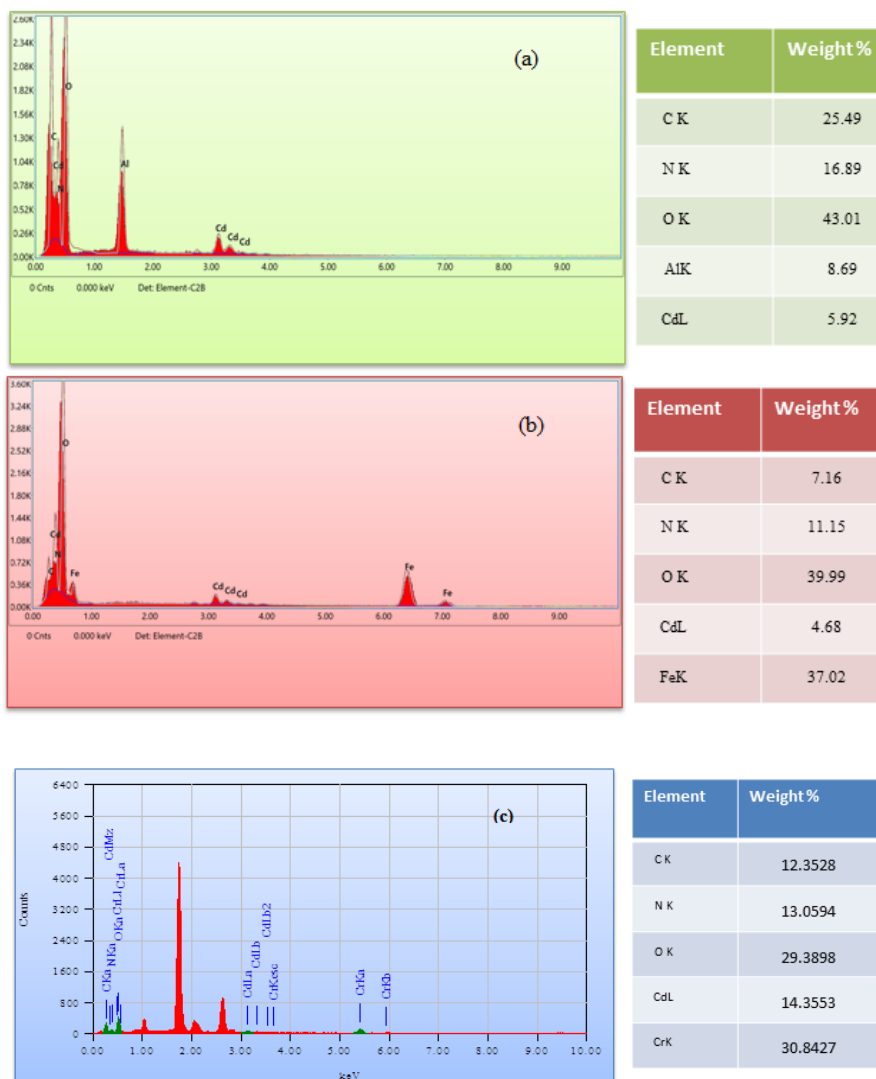 2.60K
2.34K
2.08K
1.82K
1.56K
1.30K
1.04K
0.78K
0.52K
0.26K
0.00K
C
Cd
N
O
Al
Cd
Cd
Cd
(a)
0.00 1.00 2.00 3.00 4.00 5.00 6.00 7.00 8.00 9.00
0 Cnts 0.000 keV Det: Element-C2B
Element Weight%
C K 25.49
N K 16.89
O K 43.01
AlK 8.69
CdL 5.92
3.60K
3.24K
2.88K
2.52K
2.16K
1.80K
1.44K
1.08K
0.72K
0.36K
0.00K
O
Cd
N
C
Fe
Cd
Cd
Cd
Fe
Fe
(b)
0.00 1.00 2.00 3.00 4.00 5.00 6.00 7.00 8.00 9.00
0 Cnts 0.000 keV Det: Element-C2B
Element Weight%
C K 7.16
N K 11.15
O K 39.99
CdL 4.68
FeK 37.02
Counts
6400
5600
4800
4000
3200
2400
1600
800
0
CKa
NKa
CdMz
OKa
CrLl
CrLa
CdLa
CdLb
CdLb2
CrKesc
CrKa
CrKb
(c)
0.00 1.00 2.00 3.00 4.00 5.00 6.00 7.00 8.00 9.00 10.00
keV
Element Weight%
C K 12.3528
N K 13.0594
O K 29.3898
CdL 14.3553
CrK 30.8427